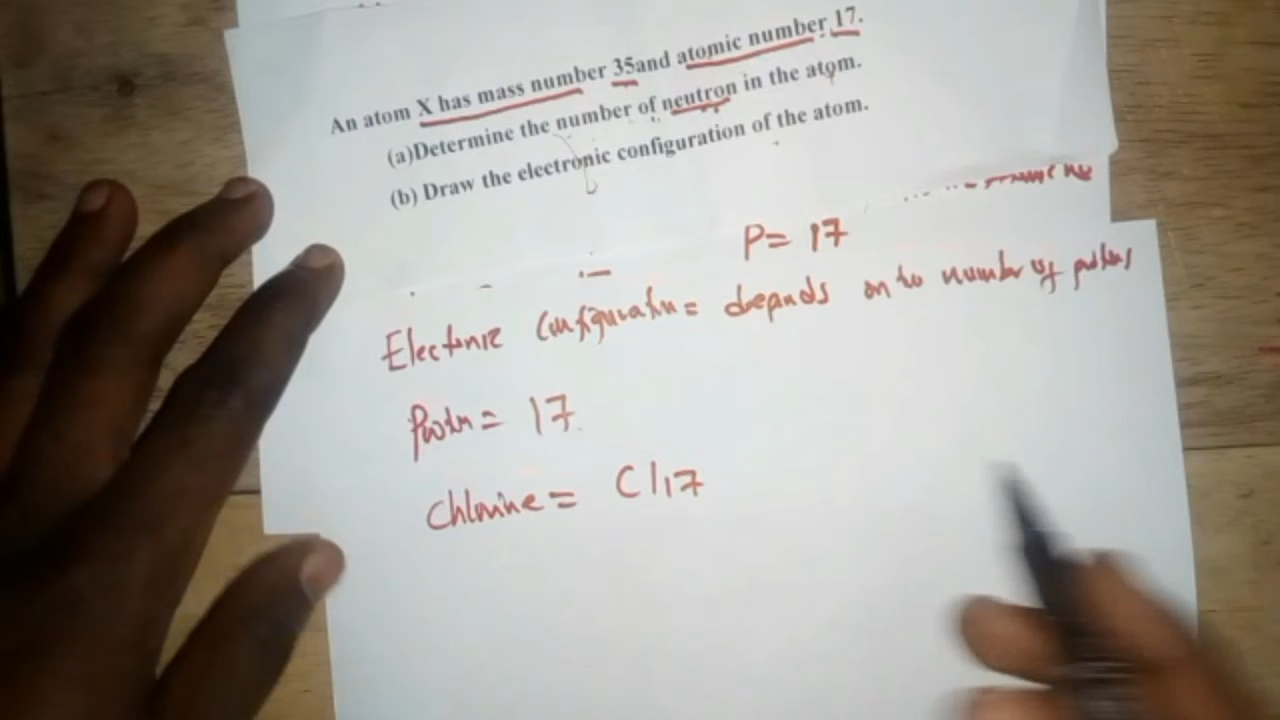 An atom X has mass number 35and atomic number 17.
(a)Determine the number of neutron in the atom.
(b) Draw the electronic configuration of the atom.
P= 17
Electonic Configuration = depends on the number of protons
Proton = 17
Chlorine = Cl17